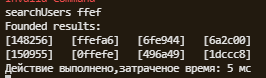 searchUsers ffef
Founded results:
[148256] [ffefa6] [6fe944] [6a2c00]
[150955] [0ffefe] [496a49] [1dccc8]
Действие выполнено,затраченое время: 5 мс